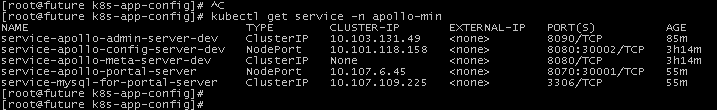 [root@future k8s-app-config]# ^C
[root@future k8s-app-config]# kubectl get service -n apollo-min
NAME TYPE CLUSTER-IP EXTERNAL-IP PORT(S) AGE
service-apollo-admin-server-dev ClusterIP 10.103.131.49 <none> 8090/TCP 85m
service-apollo-config-server-dev NodePort 10.101.118.158 <none> 8080:30002/TCP 3h14m
service-apollo-meta-server-dev ClusterIP None <none> 8080/TCP 3h14m
service-apollo-portal-server NodePort 10.107.6.45 <none> 8070:30001/TCP 55m
service-mysql-for-portal-server ClusterIP 10.107.109.225 <none> 3306/TCP 55m
[root@future k8s-app-config]#
[root@future k8s-app-config]#